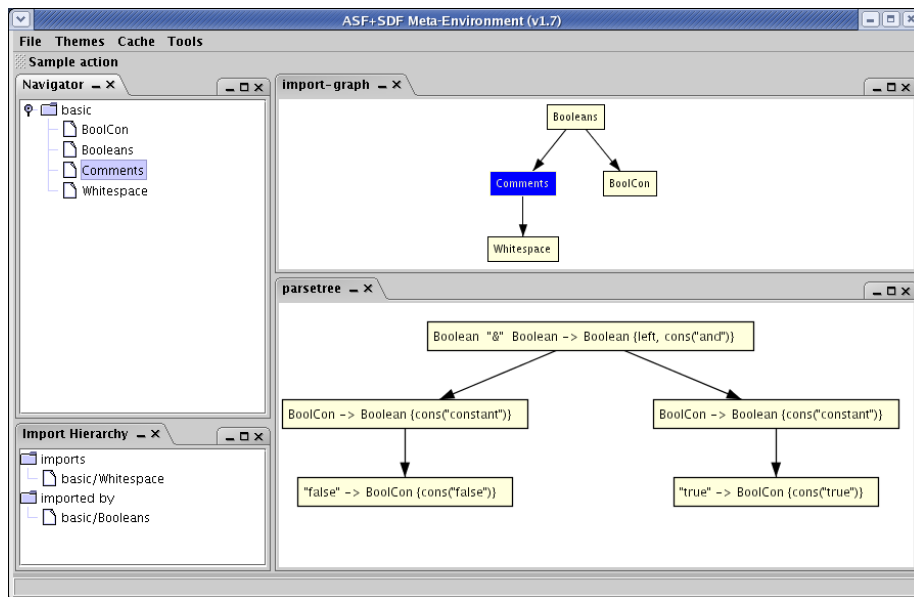 ASF+SDF Meta-Environment (v1.7)
File Themes Cache Tools
Sample action
Navigator
basic
BoolCon
Booleans
Comments
Whitespace
Import Hierarchy
imports
basic/Whitespace
imported by
basic/Booleans
import-graph
Booleans
Comments
BoolCon
Whitespace
parsetree
Boolean "&" Boolean -> Boolean {left, cons("and")}
BoolCon -> Boolean {cons("constant")}
BoolCon -> Boolean {cons("constant")}
"false" -> BoolCon {cons("false")}
"true" -> BoolCon {cons("true")}